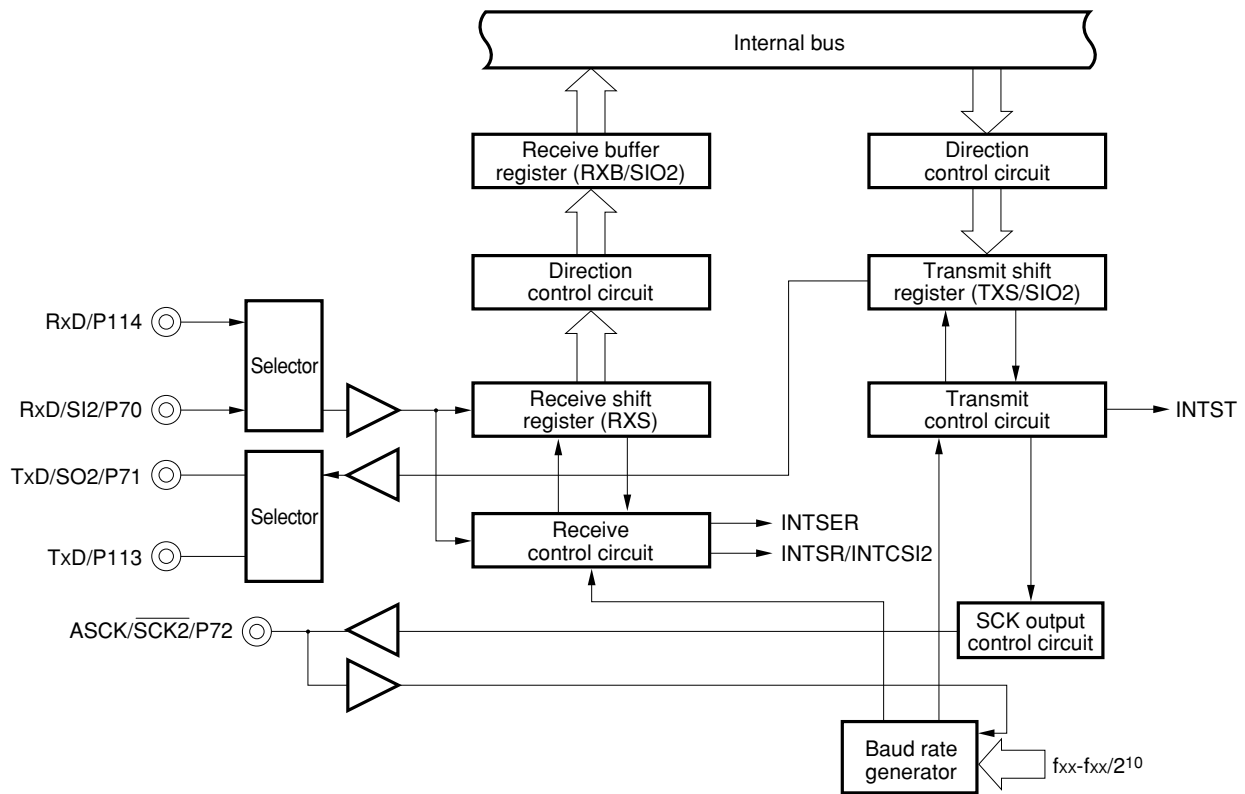 Internal bus
Receive buffer
register (RXB/SIO2)
Direction
control circuit
Direction
control circuit
Transmit shift
register (TXS/SIO2)
RxD/P114
Selector
RxD/SI2/P70
Receive shift
register (RXS)
Transmit
control circuit
INTST
TxD/SO2/P71
Selector
TxD/P113
Receive
control circuit
INTSER
INTSR/INTCSI2
ASCK/SCK2/P72
SCK output
control circuit
Baud rate
generator
fxx-fxx/2¹⁰